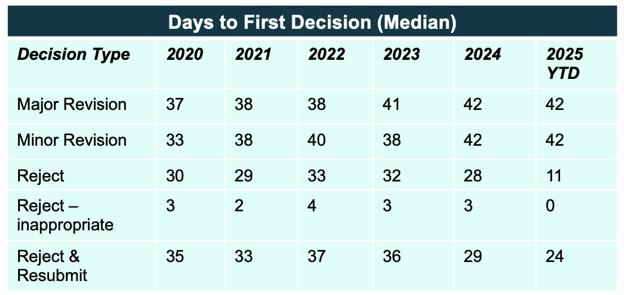 Days to First Decision (Median)
Decision Type 2020 2021 2022 2023 2024 2025 YTD
Major Revision 37 38 38 41 42 42
Minor Revision 33 38 40 38 42 42
Reject 30 29 33 32 28 11
Reject – inappropriate 3 2 4 3 3 0
Reject & Resubmit 35 33 37 36 29 24